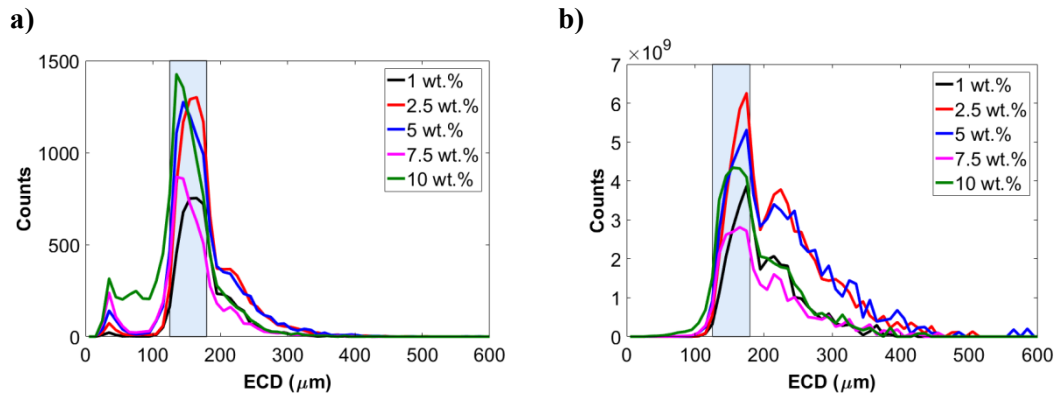 a)
1500
1000
500
0
Counts
0 100 200 300 400 500 600
ECD (μm)
1 wt.%
2.5 wt.%
5 wt.%
7.5 wt.%
10 wt.%
b)
×10⁹
7
6
5
4
3
2
1
0
Counts
0 100 200 300 400 500 600
ECD (μm)
1 wt.%
2.5 wt.%
5 wt.%
7.5 wt.%
10 wt.%